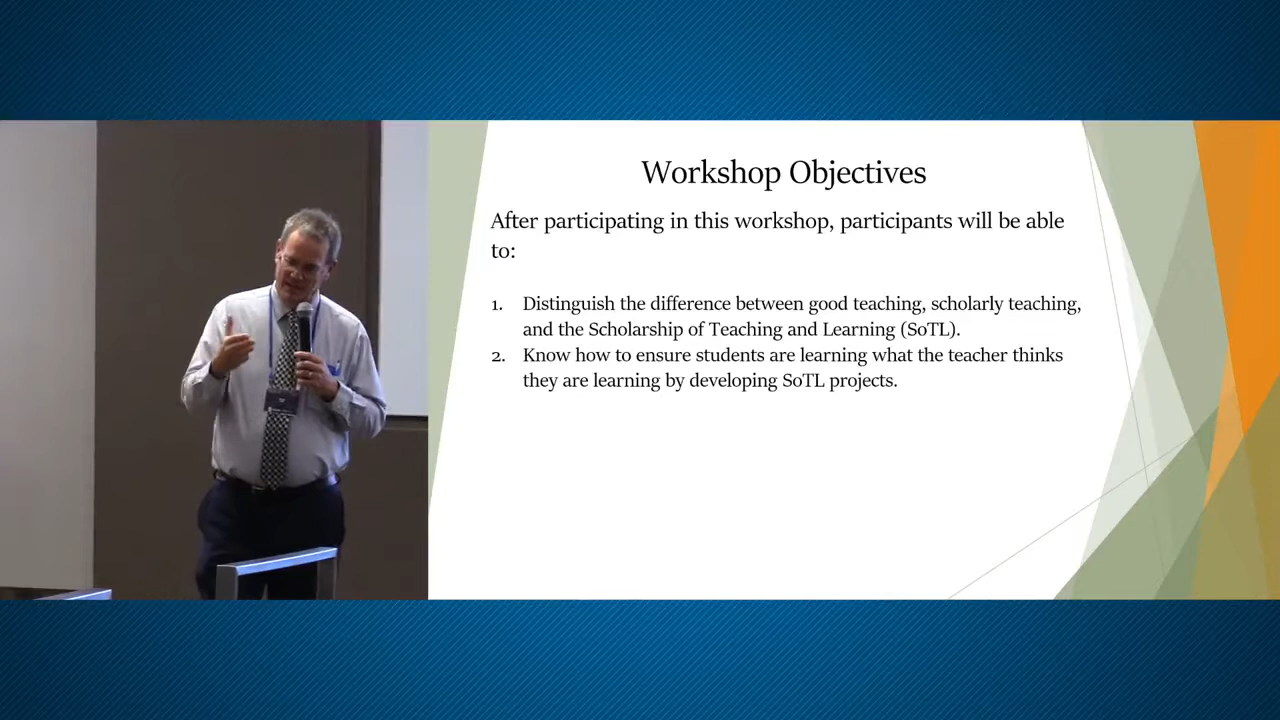 Workshop Objectives
After participating in this workshop, participants will be able
to:
1. Distinguish the difference between good teaching, scholarly teaching,
and the Scholarship of Teaching and Learning (SoTL).
2. Know how to ensure students are learning what the teacher thinks
they are learning by developing SoTL projects.